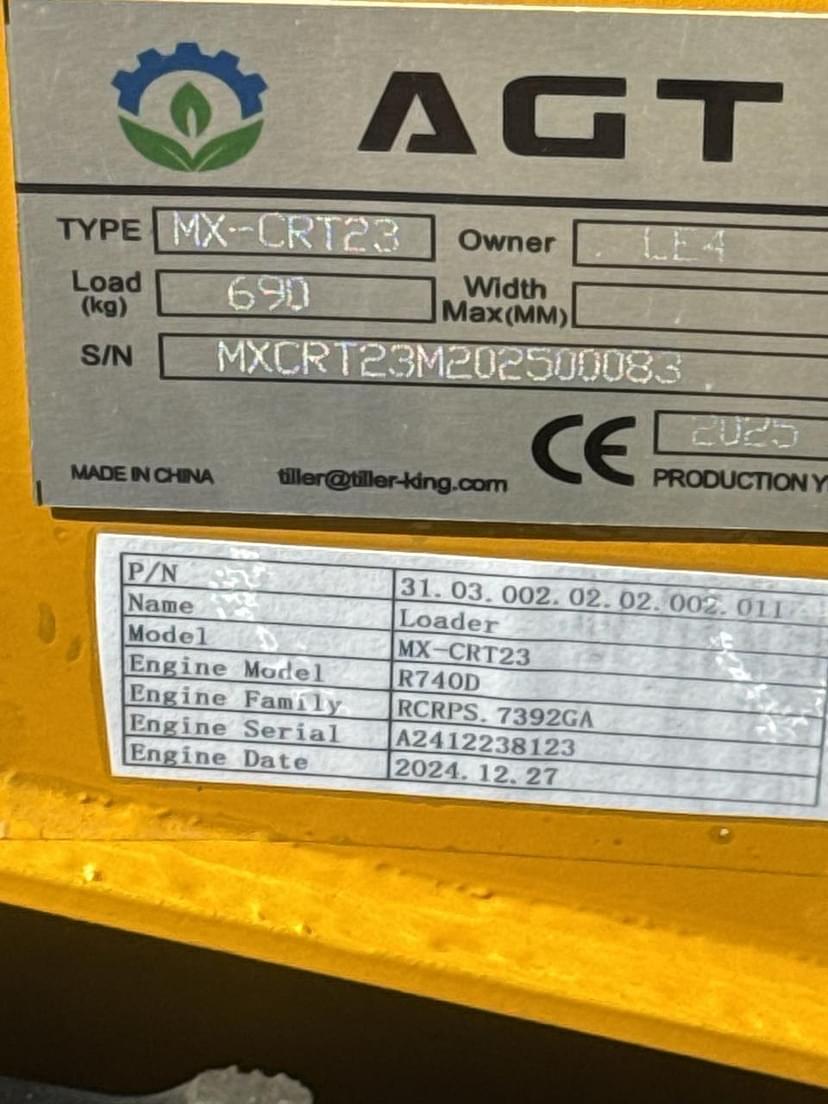 AGT
TYPE MX-CRT23 Owner LE4
Load (kg) 690 Width Max(MM)
S/N MXCRT23M202500083
CE 2025
MADE IN CHINA tiller@tiller-king.com PRODUCTION Y
P/N 31.03.002.02.02.002.011
Name Loader
Model MX-CRT23
Engine Model R740D
Engine Family RCRPS.7392GA
Engine Serial A2412238123
Engine Date 2024.12.27